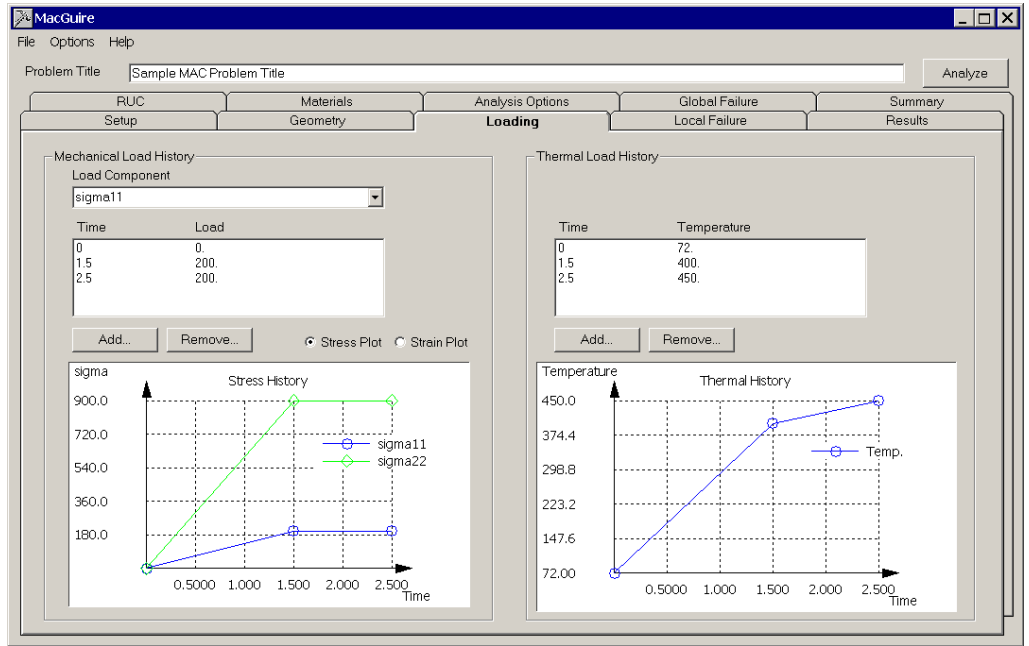 MacGuire
File Options Help
Problem Title Sample MAC Problem Title Analyze
RUC Materials Analysis Options Global Failure Summary
Setup Geometry Loading Local Failure Results
Mechanical Load History
Load Component
sigma11
Time Load
0 0.
1.5 200.
2.5 200.
Add... Remove... Stress Plot Strain Plot
sigma
Stress History
900.0
720.0
540.0
360.0
180.0
sigma11
sigma22
0.5000 1.000 1.500 2.000 2.500
Time
Thermal Load History
Time Temperature
0 72.
1.5 400.
2.5 450.
Add... Remove...
Temperature
Thermal History
450.0
374.4
298.8
223.2
147.6
72.00
Temp.
0.5000 1.000 1.500 2.000 2.500
Time